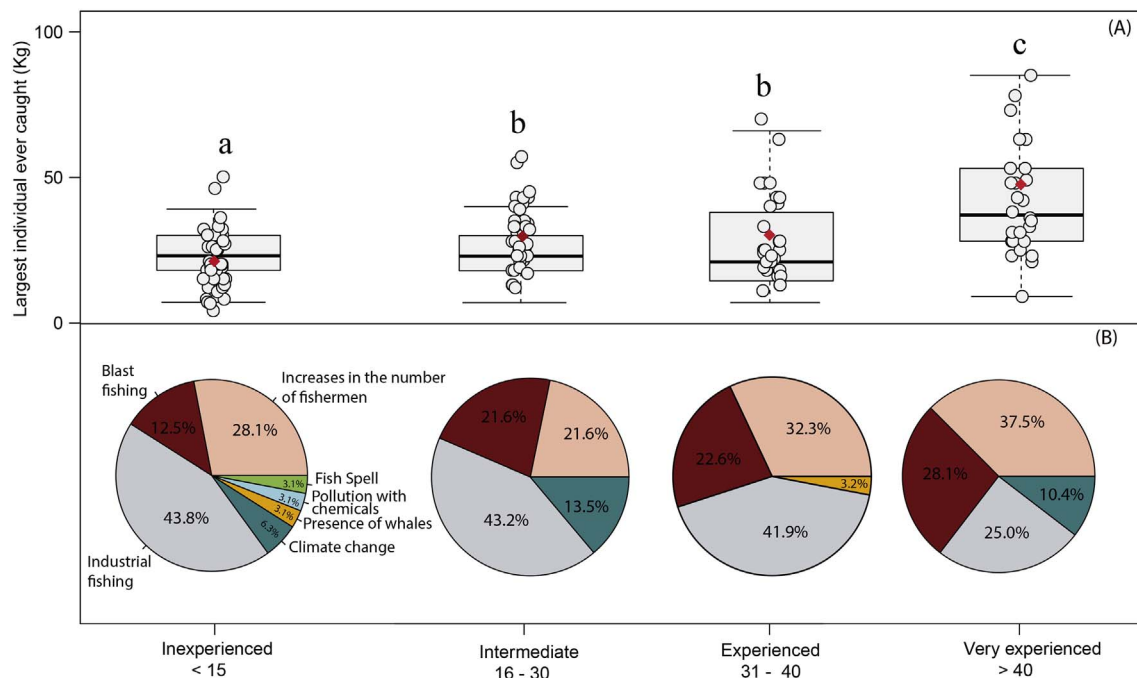 (A)
Largest individual ever caught (Kg)
100
50
0
a
b
b
c
(B)
Blast
fishing
Increases in the number
of fishermen
12.5%
28.1%
43.8%
3.1%
3.1%
3.1%
6.3%
Fish Spell
Pollution with
chemicals
Presence of whales
Climate change
Industrial
fishing
21.6%
21.6%
43.2%
13.5%
22.6%
32.3%
3.2%
41.9%
37.5%
28.1%
10.4%
25.0%
Inexperienced
< 15
Intermediate
16 - 30
Experienced
31 - 40
Very experienced
> 40